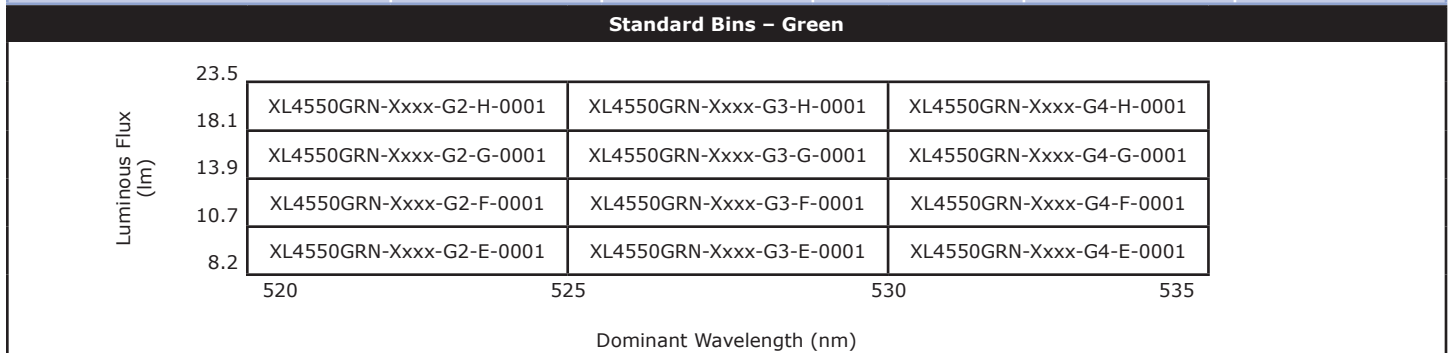 Standard Bins – Green
23.5
XL4550GRN-Xxxx-G2-H-0001 XL4550GRN-Xxxx-G3-H-0001 XL4550GRN-Xxxx-G4-H-0001
18.1
XL4550GRN-Xxxx-G2-G-0001 XL4550GRN-Xxxx-G3-G-0001 XL4550GRN-Xxxx-G4-G-0001
13.9
XL4550GRN-Xxxx-G2-F-0001 XL4550GRN-Xxxx-G3-F-0001 XL4550GRN-Xxxx-G4-F-0001
10.7
XL4550GRN-Xxxx-G2-E-0001 XL4550GRN-Xxxx-G3-E-0001 XL4550GRN-Xxxx-G4-E-0001
8.2
Luminous Flux
(lm)
520 525 530 535
Dominant Wavelength (nm)